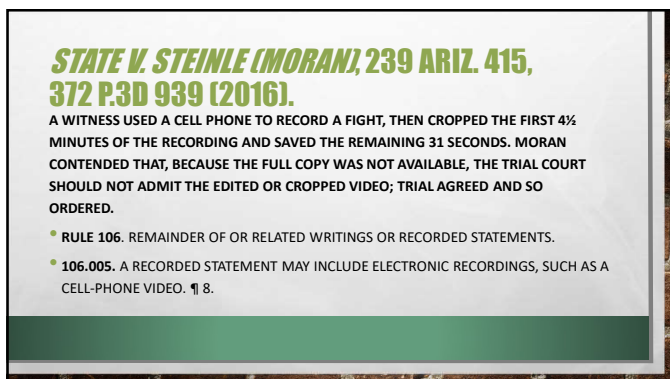 STATE V. STEINLE (MORAN), 239 ARIZ. 415,
372 P.3D 939 (2016).
A WITNESS USED A CELL PHONE TO RECORD A FIGHT, THEN CROPPED THE FIRST 4½
MINUTES OF THE RECORDING AND SAVED THE REMAINING 31 SECONDS. MORAN
CONTENDED THAT, BECAUSE THE FULL COPY WAS NOT AVAILABLE, THE TRIAL COURT
SHOULD NOT ADMIT THE EDITED OR CROPPED VIDEO; TRIAL AGREED AND SO
ORDERED.
• RULE 106. REMAINDER OF OR RELATED WRITINGS OR RECORDED STATEMENTS.
• 106.005. A RECORDED STATEMENT MAY INCLUDE ELECTRONIC RECORDINGS, SUCH AS A
CELL-PHONE VIDEO. ¶ 8.